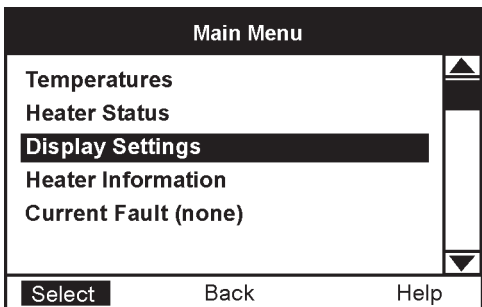 Main Menu
Temperatures
Heater Status
Display Settings
Heater Information
Current Fault (none)
Select Back Help